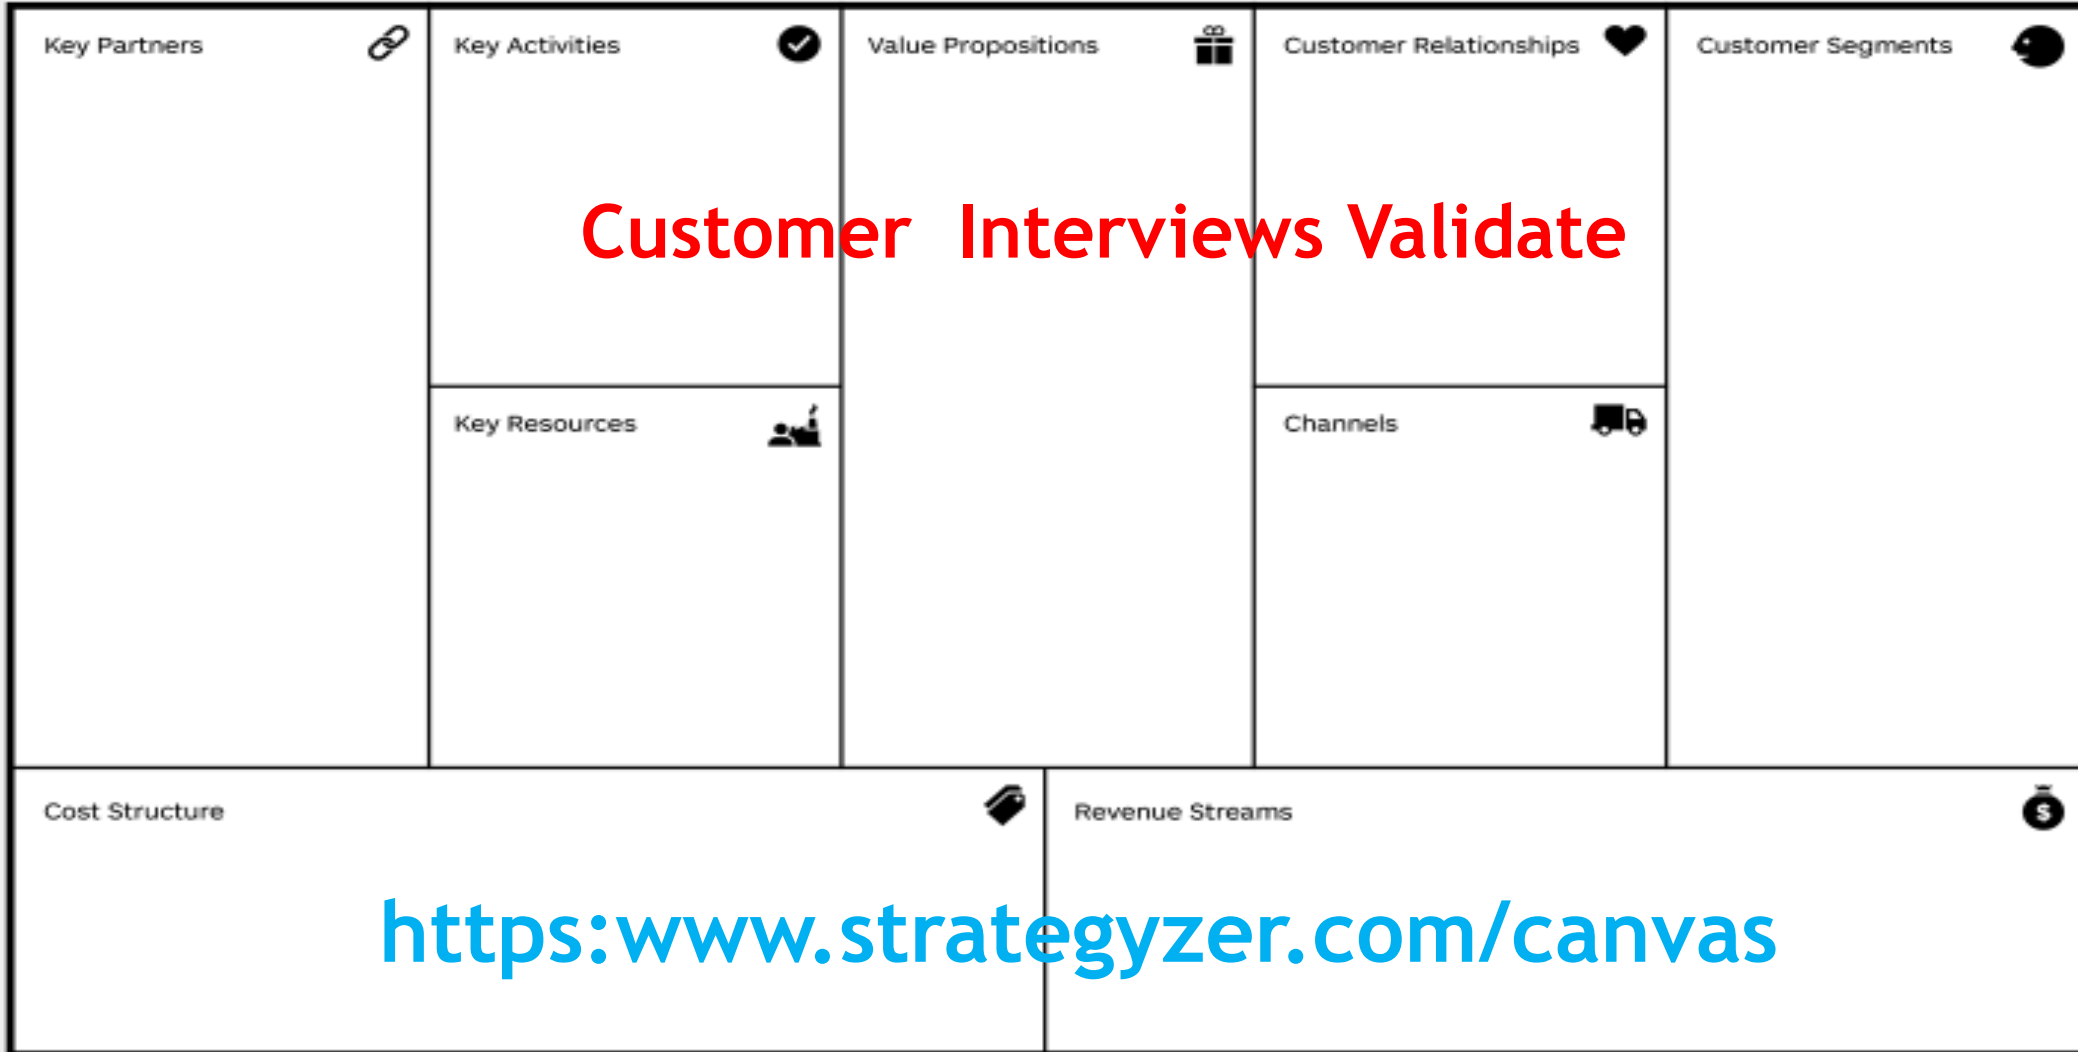 Key Partners
Key Activities
Value Propositions
Customer Relationships
Customer Segments
Customer  Interviews Validate
Key Resources
Channels
Cost Structure
Revenue Streams
$
https:www.strategyzer.com/canvas